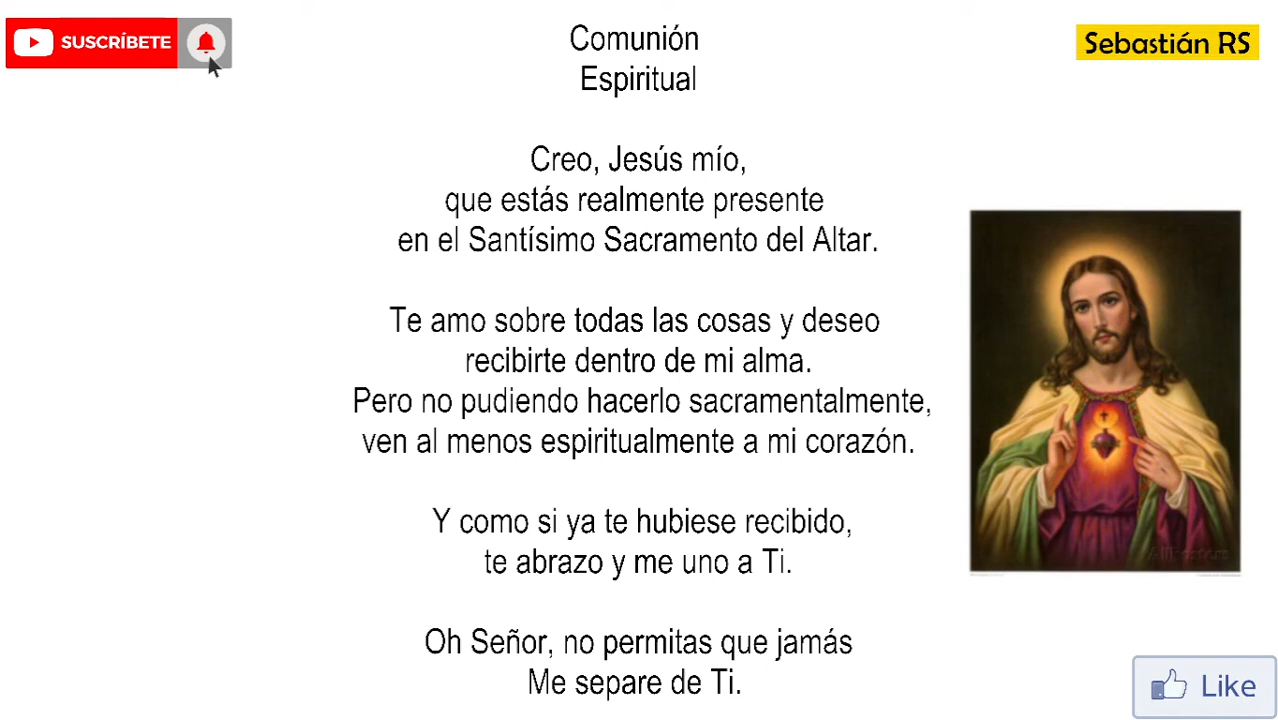 SUSCRÍBETE
Sebastián RS
Comunión
Espiritual
Creo, Jesús mío,
que estás realmente presente
en el Santísimo Sacramento del Altar.
Te amo sobre todas las cosas y deseo
recibirte dentro de mi alma.
Pero no pudiendo hacerlo sacramentalmente,
ven al menos espiritualmente a mi corazón.
Y como si ya te hubiese recibido,
te abrazo y me uno a Ti.
Oh Señor, no permitas que jamás
Me separe de Ti.
Like